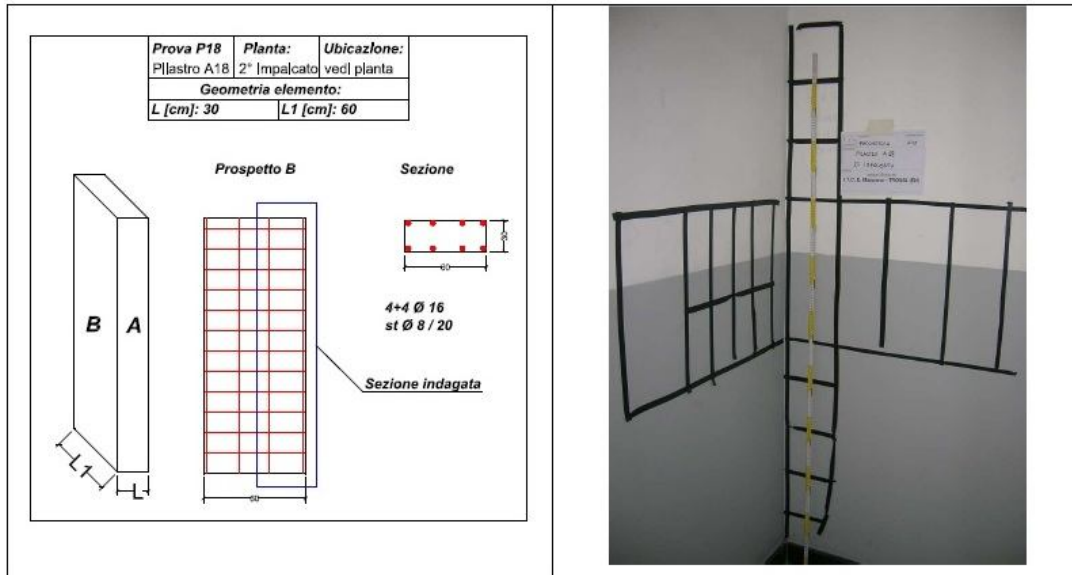 Prova P18 Planta: Ubicazione:
Pilastro A18 2° Impalcato vedi planta
Geometria elemento:
L [cm]: 30 L1 [cm]: 60
Prospetto B Sezione
B A
L1
L
60
60
30
4+4 Ø 16
st Ø 8 / 20
Sezione indagata
PILASTRO A18